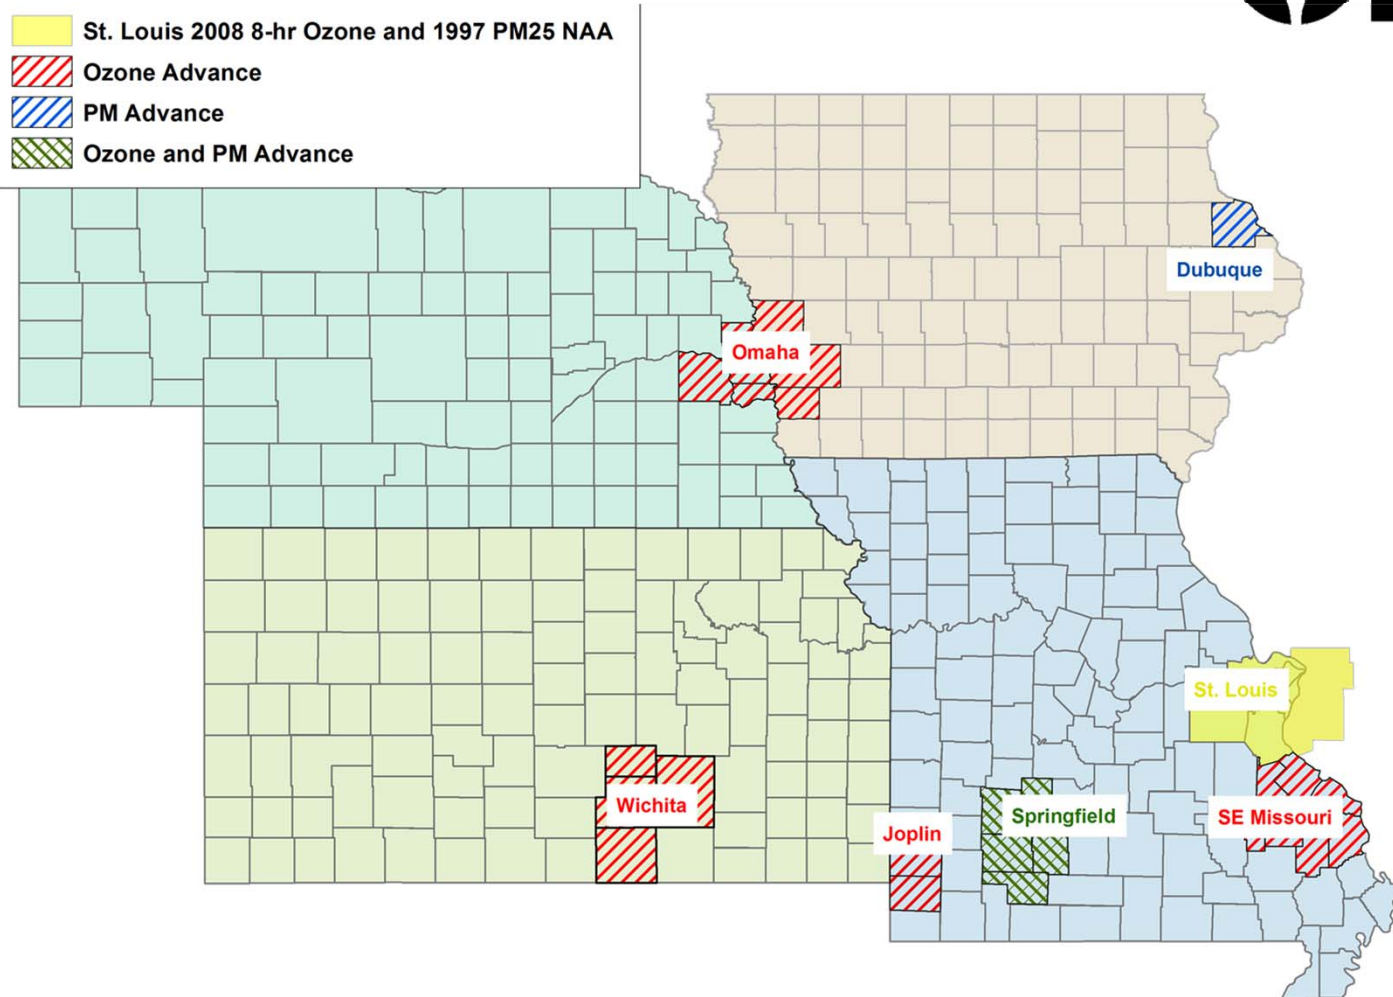 St. Louis 2008 8-hr Ozone and 1997 PM25 NAA
Ozone Advance
PM Advance
Ozone and PM Advance
Dubuque
Omaha
St. Louis
Wichita
Springfield
SE Missouri
Joplin